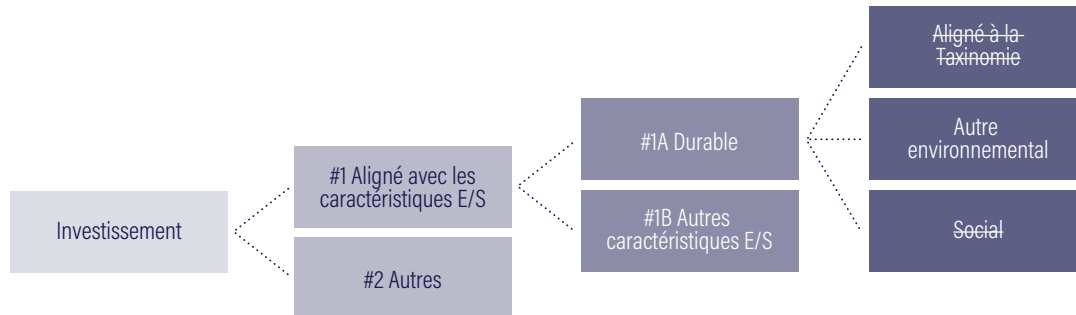 Investissement
#1 Aligné avec les
caractéristiques E/S
#2 Autres
#1A Durable
#1B Autres
caractéristiques E/S
Aligné à la
Taxinomie
Autre
environnemental
Social